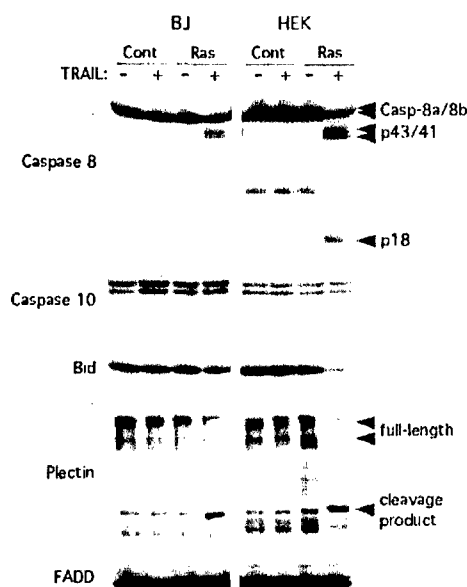 BJ HEK
Cont Ras Cont Ras
TRAIL: - + - + - + - +
Casp-8a/8b
p43/41
Caspase 8
p18
Caspase 10
Bid
full-length
Plectin
cleavage
product
FADD